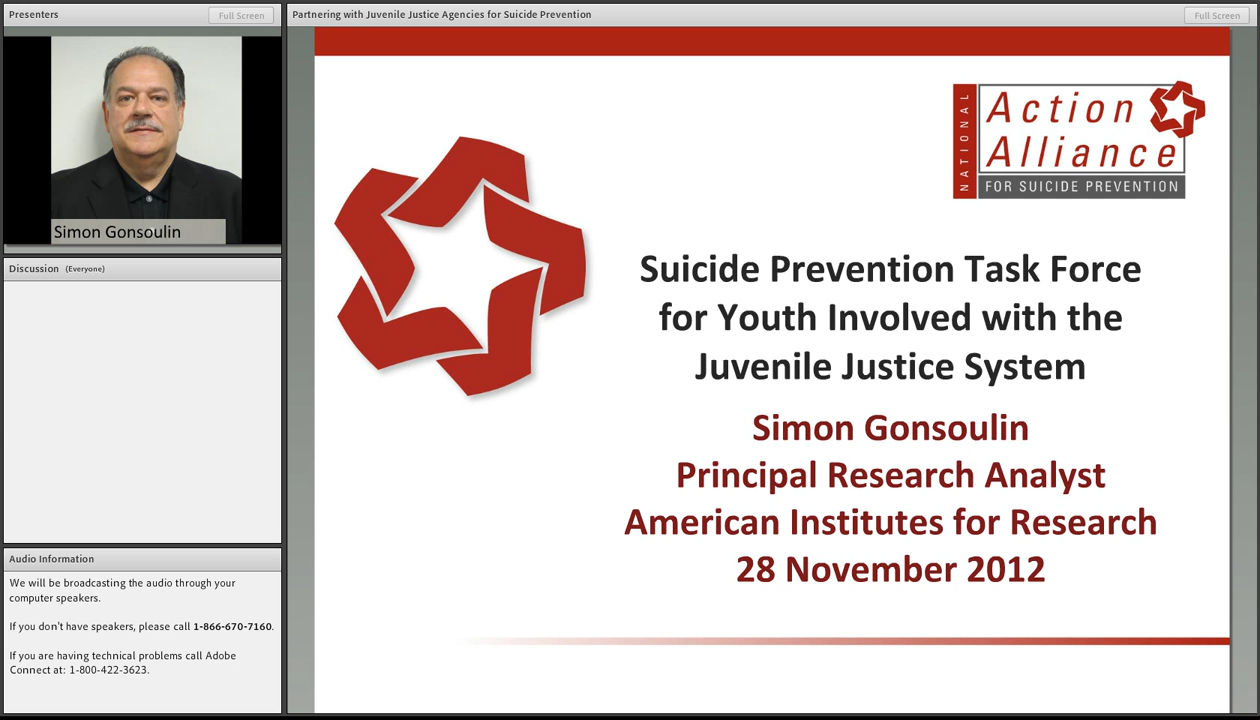 Presenters
Full Screen
Simon Gonsoulin
Discussion (Everyone)
Audio Information
We will be broadcasting the audio through your
computer speakers.
If you don't have speakers, please call 1-866-670-7160.
If you are having technical problems call Adobe
Connect at: 1-800-422-3623.
Partnering with Juvenile Justice Agencies for Suicide Prevention
Full Screen
NATIONAL
Action
Alliance
FOR SUICIDE PREVENTION
Suicide Prevention Task Force
for Youth Involved with the
Juvenile Justice System
Simon Gonsoulin
Principal Research Analyst
American Institutes for Research
28 November 2012